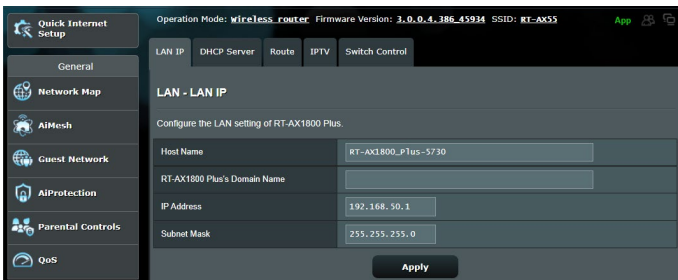 Quick Internet Setup
Operation Mode: Wireless router Firmware Version: 3.0.0.4.386_45934 SSID: RT-AX55 App
LAN IP DHCP Server Route IPTV Switch Control
General
Network Map
AiMesh
Guest Network
AiProtection
Parental Controls
QoS
LAN - LAN IP
Configure the LAN setting of RT-AX1800 Plus.
Host Name RT-AX1800_Plus-5730
RT-AX1800 Plus's Domain Name
IP Address 192.168.50.1
Subnet Mask 255.255.255.0
Apply